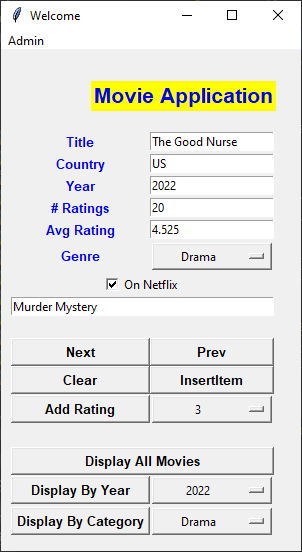 Welcome
Admin
Movie Application
Title The Good Nurse
Country US
Year 2022
# Ratings 20
Avg Rating 4.525
Genre Drama
On Netflix
Murder Mystery
Next Prev
Clear InsertItem
Add Rating 3
Display All Movies
Display By Year 2022
Display By Category Drama